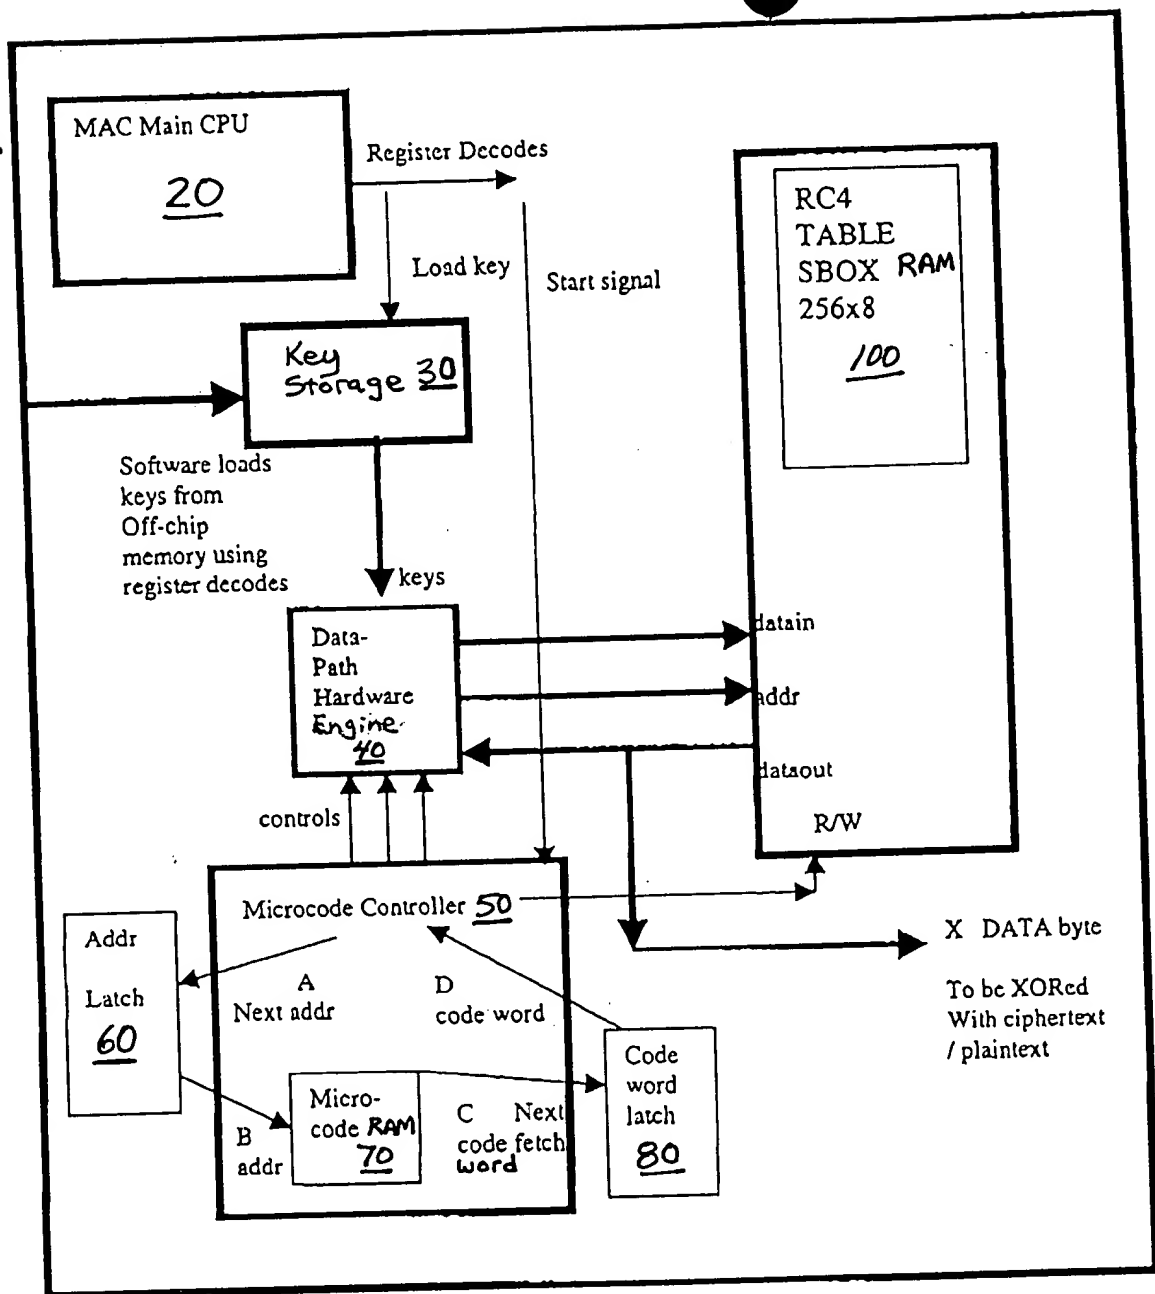 MAC Main CPU
20
Register Decodes
Load key
Start signal
RC4
TABLE
SBOX RAM
256x8
100
Key
Storage 30
Software loads
keys from
Off-chip
memory using
register decodes
keys
Data-
Path
Hardware
Engine
40
datain
addr
dataout
R/W
controls
Microcode Controller 50
Addr
Latch
60
A
Next addr
D
code word
B
addr
Micro-
code RAM
70
C Next
code fetch
word
Code
word
latch
80
X DATA byte
To be XORed
With ciphertext
/ plaintext